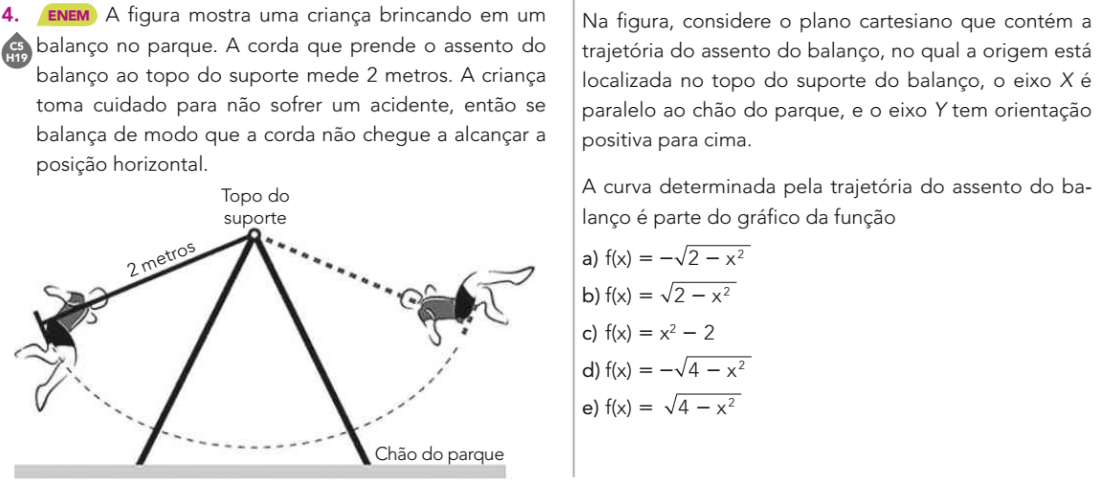 4. ENEM A figura mostra uma criança brincando em um
C5
H19
balanço no parque. A corda que prende o assento do
balanço ao topo do suporte mede 2 metros. A criança
toma cuidado para não sofrer um acidente, então se
balança de modo que a corda não chegue a alcançar a
posição horizontal.
Topo do
suporte
2 metros
Chão do parque
Na figura, considere o plano cartesiano que contém a
trajetória do assento do balanço, no qual a origem está
localizada no topo do suporte do balanço, o eixo X é
paralelo ao chão do parque, e o eixo Y tem orientação
positiva para cima.
A curva determinada pela trajetória do assento do ba-
lanço é parte do gráfico da função
a) f(x) = −√(2 − x²)
b) f(x) = √(2 − x²)
c) f(x) = x² − 2
d) f(x) = −√(4 − x²)
e) f(x) = √(4 − x²)